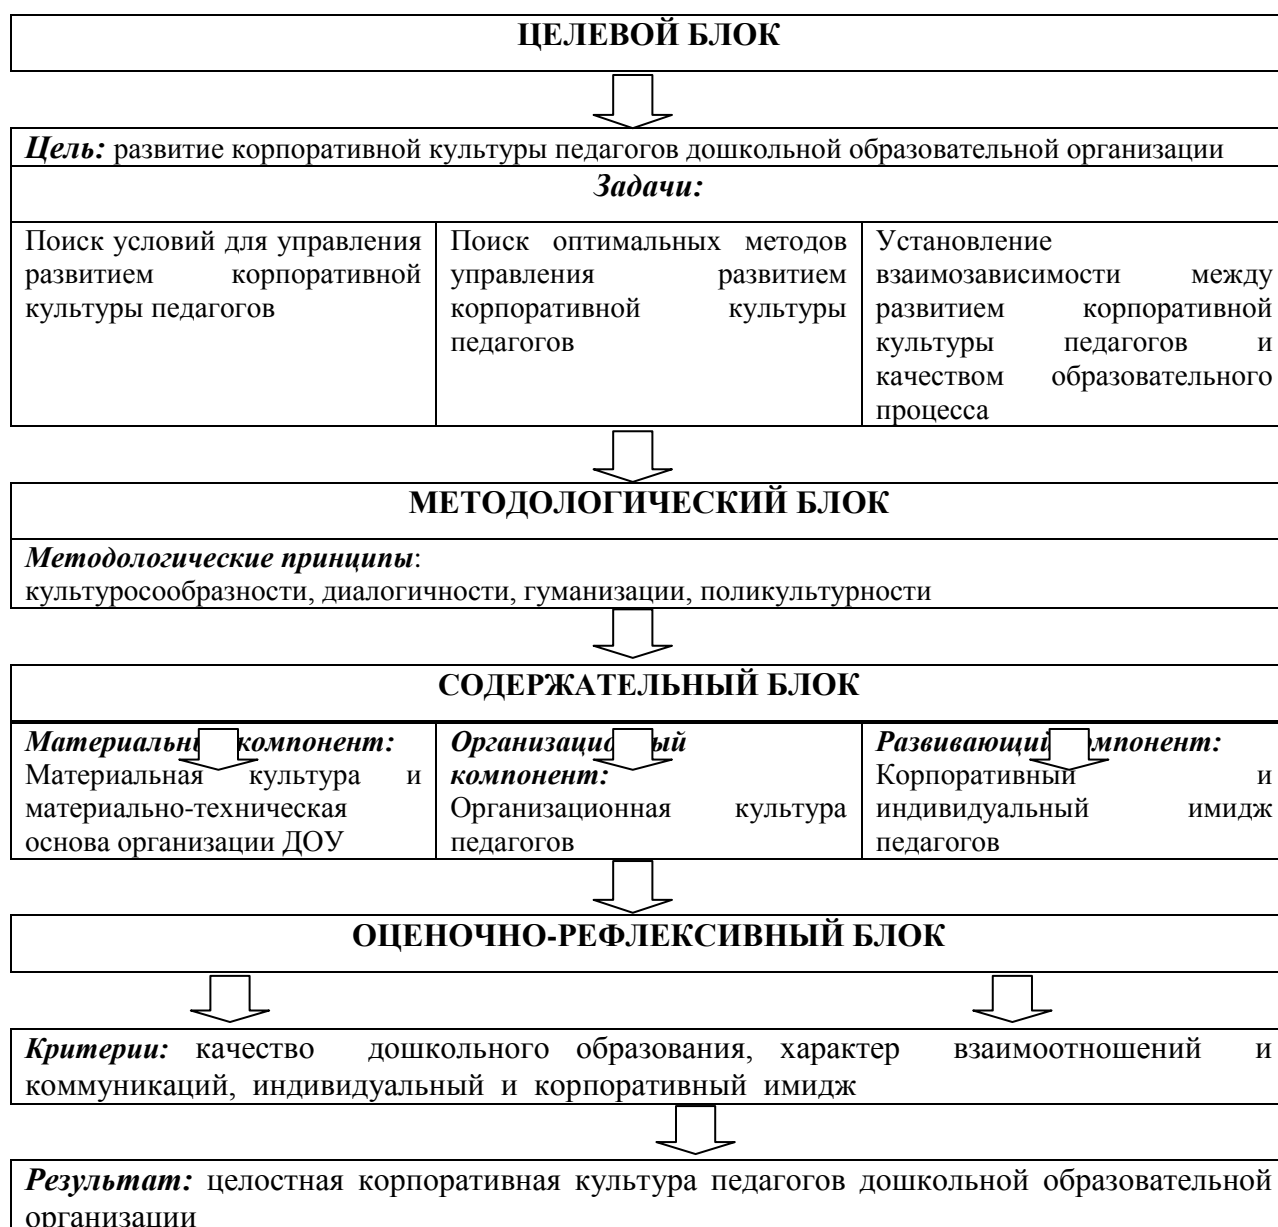 ЦЕЛЕВОЙ БЛОК
Цель: развитие корпоративной культуры педагогов дошкольной образовательной организации
Задачи:
Поиск условий для управления
развитием корпоративной
культуры педагогов
Поиск оптимальных методов
управления развитием
корпоративной культуры
педагогов
Установление
взаимозависимости между
развитием корпоративной
культуры педагогов и
качеством образовательного
процесса
МЕТОДОЛОГИЧЕСКИЙ БЛОК
Методологические принципы:
культуросообразности, диалогичности, гуманизации, поликультурности
СОДЕРЖАТЕЛЬНЫЙ БЛОК
компонент:
Материальная культура и
материально-техническая
основа организации ДОУ
компонент:
Организационная культура
педагогов
Развивающий
Корпоративный и
индивидуальный имидж
педагогов
ОЦЕНОЧНО-РЕФЛЕКСИВНЫЙ БЛОК
Критерии: качество дошкольного образования, характер взаимоотношений и
коммуникаций, индивидуальный и корпоративный имидж
Результат: целостная корпоративная культура педагогов дошкольной образовательной
организации